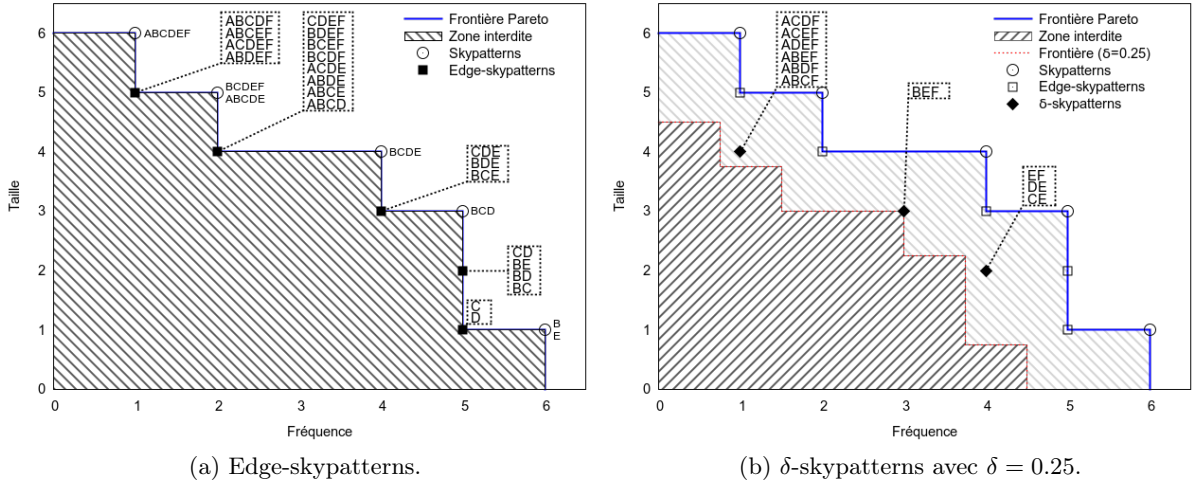 Frontière Pareto
Zone interdite
Skypatterns
Edge-skypatterns
ABCDF
ABCEF
ACDEF
ABDEF
CDEF
BDEF
BCEF
BCDF
ACDE
ABDE
ABCE
ABCD
ABCDEF
BCDEF
ABCDE
BCDE
CDE
BDE
BCE
BCD
CD
BE
BD
BC
C
D
B
E
6
5
4
3
2
1
0
Taille
0 1 2 3 4 5 6
Fréquence
(a) Edge-skypatterns.
Frontière Pareto
Zone interdite
Frontière (δ=0.25)
Skypatterns
Edge-skypatterns
δ-skypatterns
ACDF
ACEF
ADEF
ABEF
ABDF
ABCF
BEF
EF
DE
CE
6
5
4
3
2
1
0
Taille
0 1 2 3 4 5 6
Fréquence
(b) δ-skypatterns avec δ = 0.25.